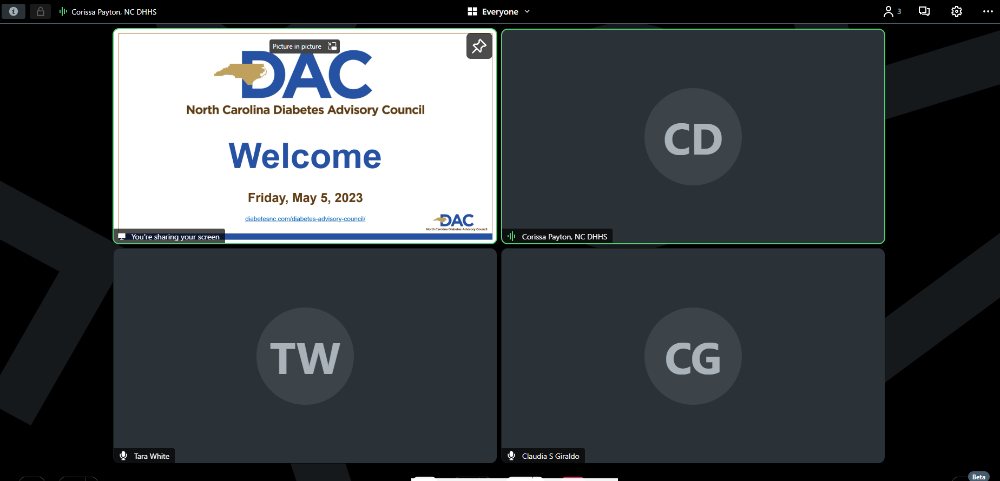 Corissa Payton, NC DHHS
Everyone
3
Picture in picture
DAC
North Carolina Diabetes Advisory Council
Welcome
Friday, May 5, 2023
diabetesnc.com/diabetes-advisory-council/
DAC
North Carolina Diabetes Advisory Council
You're sharing your screen
CD
Corissa Payton, NC DHHS
TW
Tara White
CG
Claudia S Giraldo
Beta